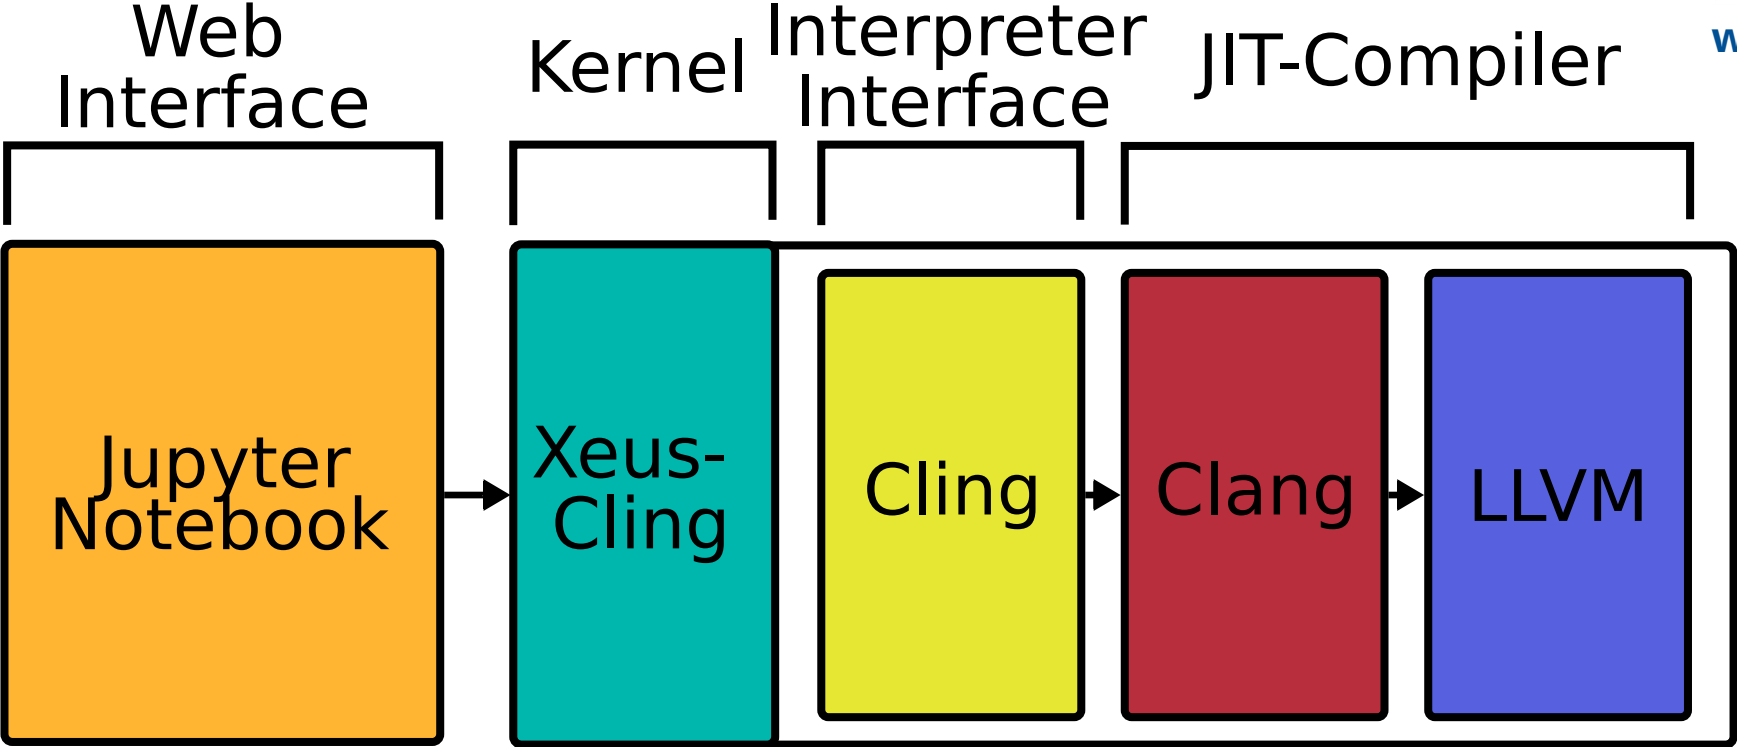 Web
Interface
Kernel
Interpreter
Interface
JIT-Compiler
Jupyter
Notebook
Xeus-
Cling
Cling
Clang
LLVM